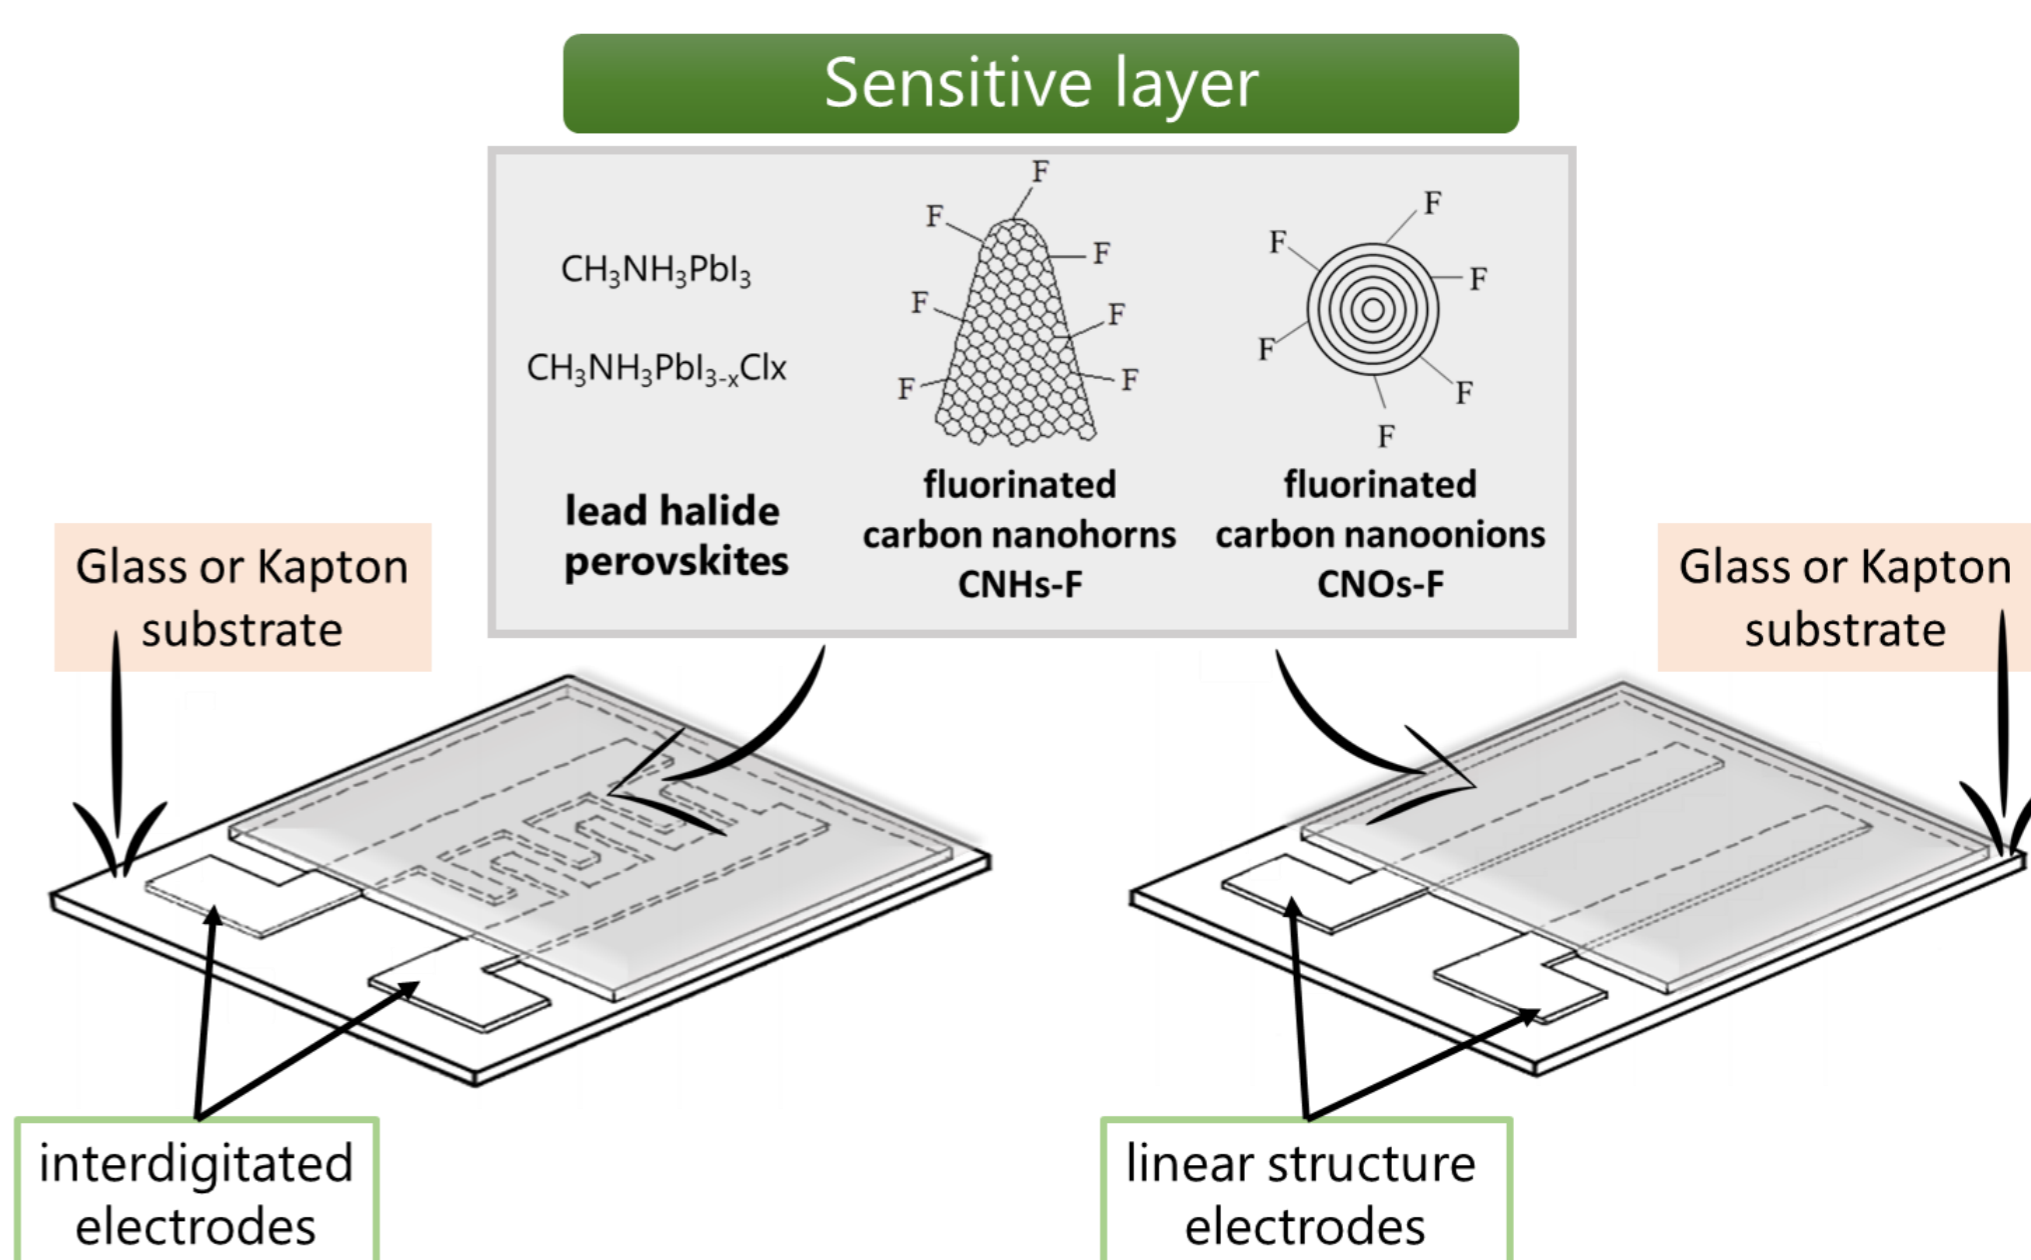 Sensitive layer
F
F
F
F
F
F
F
F
F
F
F
F
F
F
CH₃NH₃PbI₃
CH₃NH₃PbI₃₋ₓClx
lead halide
perovskites
fluorinated
carbon nanohorns
CNHs-F
fluorinated
carbon nanoonions
CNOs-F
Glass or Kapton
substrate
Glass or Kapton
substrate
interdigitated
electrodes
linear structure
electrodes